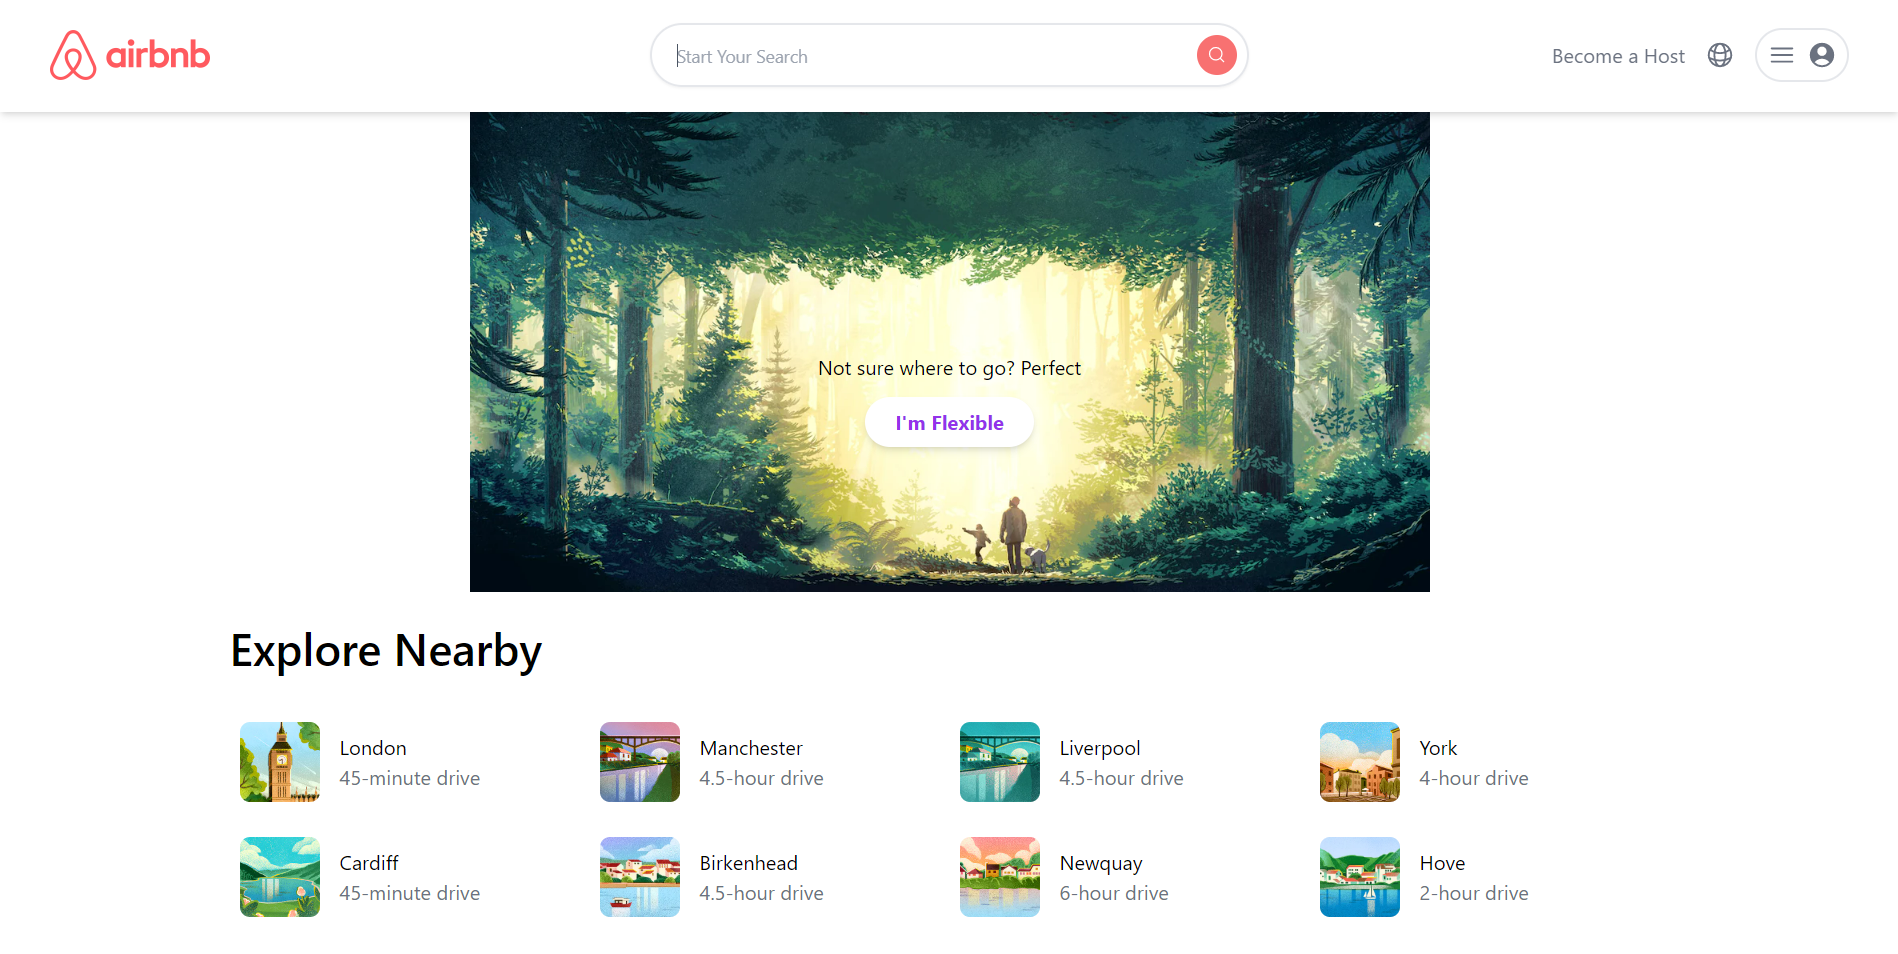 airbnb
Start Your Search
Become a Host
Not sure where to go? Perfect
I'm Flexible
Explore Nearby
London
45-minute drive
Manchester
4.5-hour drive
Liverpool
4.5-hour drive
York
4-hour drive
Cardiff
45-minute drive
Birkenhead
4.5-hour drive
Newquay
6-hour drive
Hove
2-hour drive